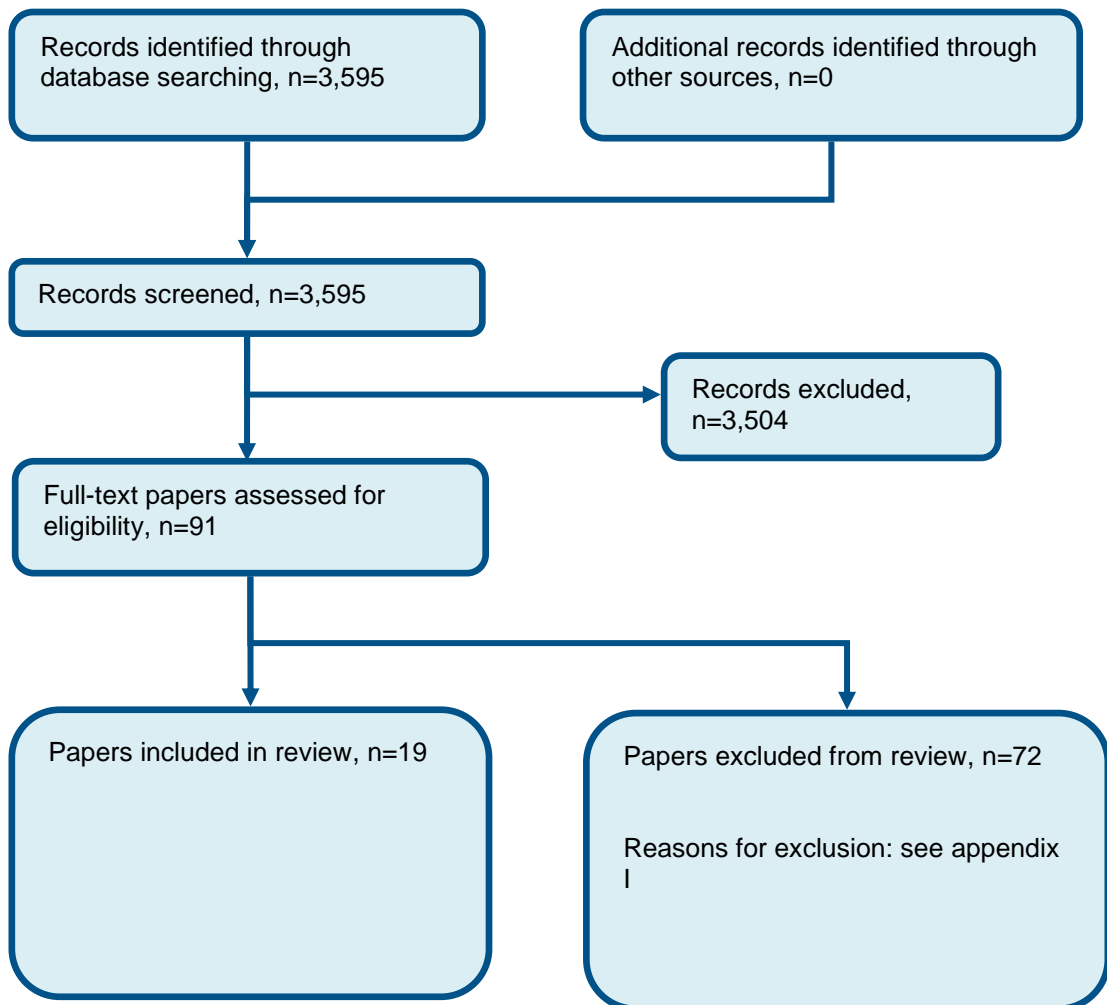 Records identified through
database searching, n=3,595
Additional records identified through
other sources, n=0
Records screened, n=3,595
Records excluded,
n=3,504
Full-text papers assessed for
eligibility, n=91
Papers included in review, n=19
Papers excluded from review, n=72
Reasons for exclusion: see appendix
I